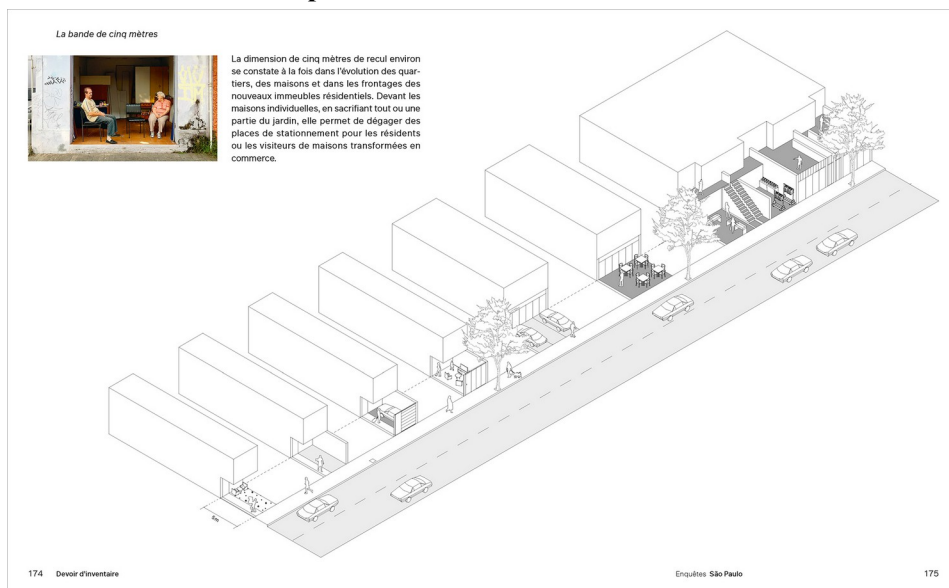 La bande de cinq mètres
La dimension de cinq mètres de recul environ
se constate à la fois dans l'évolution des quar-
tiers, des maisons et dans les frontages des
nouveaux immeubles résidentiels. Devant les
maisons individuelles, en sacrifiant tout ou une
partie du jardin, elle permet de dégager des
places de stationnement pour les résidents
ou les visiteurs de maisons transformées en
commerce.
5m
174 Devoir d'inventaire
Enquêtes São Paulo 175